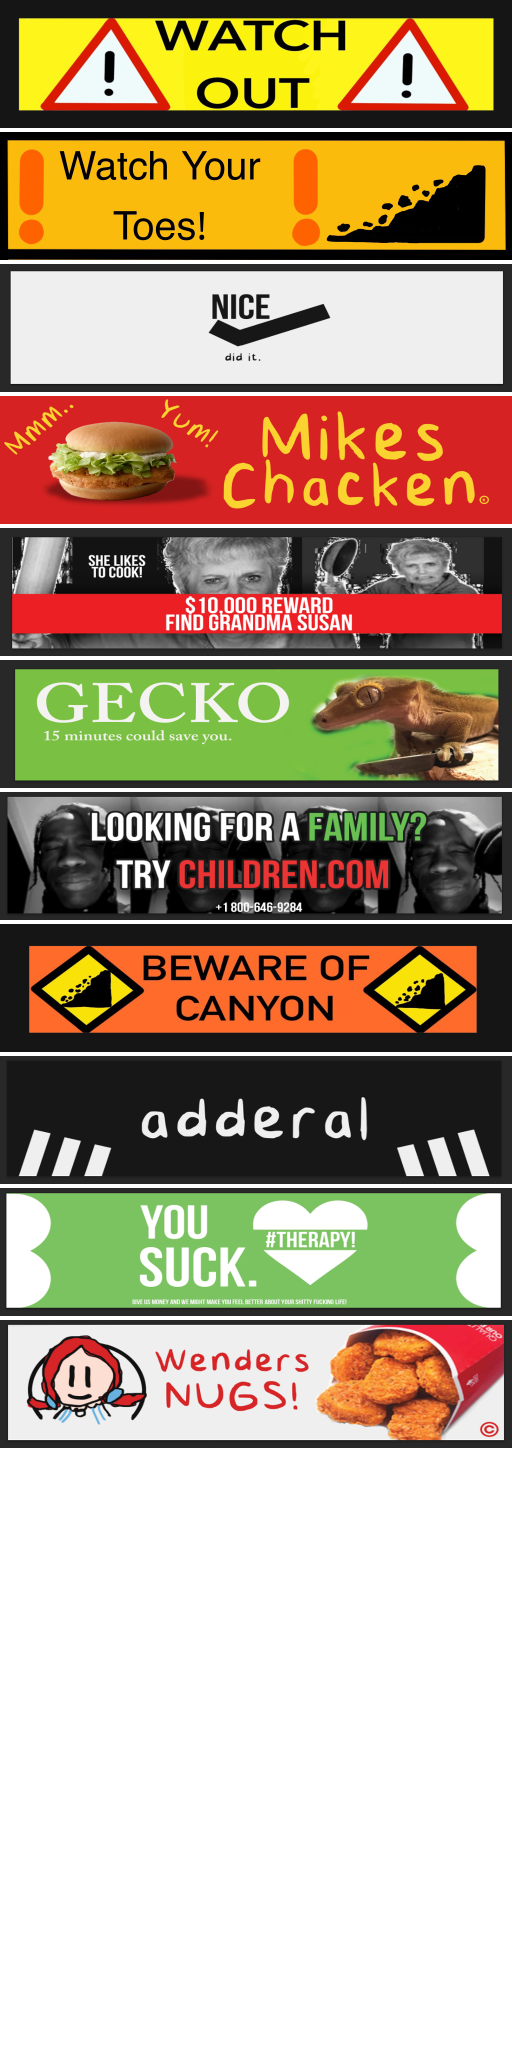 WATCH
OUT
!
!
Watch Your
Toes!
NICE
did it.
Mmm..
Yum!
Mikes
Chacken.
SHE LIKES
TO COOK!
$10,000 REWARD
FIND GRANDMA SUSAN
GECKO
15 minutes could save you.
LOOKING FOR A FAMILY?
TRY CHILDREN.COM
+1 800-646-9284
BEWARE OF
CANYON
adderal
YOU
SUCK.
#THERAPY!
GIVE US MONEY AND WE MIGHT MAKE YOU FEEL BETTER ABOUT YOUR SHITTY FUCKING LIFE!
Wenders
NUGS!
©